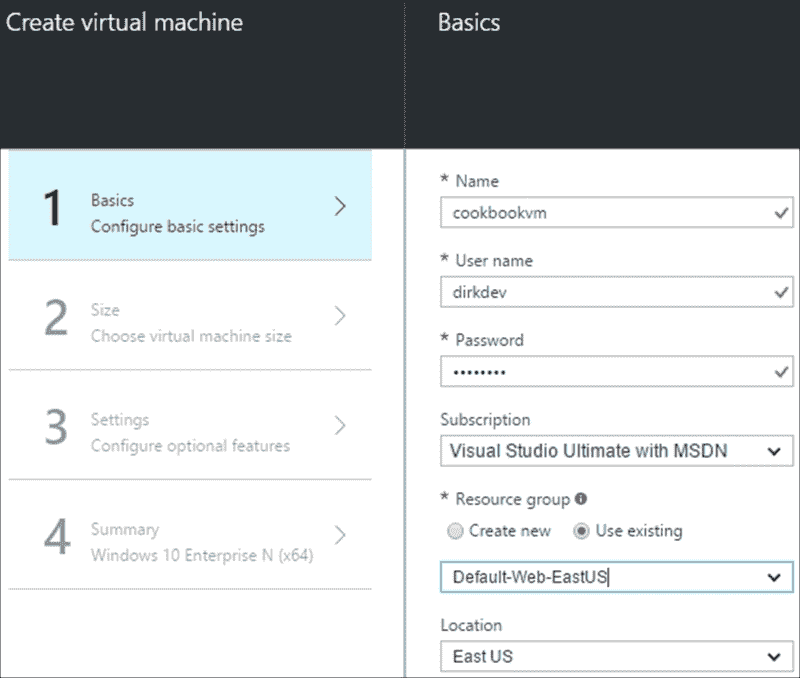 Create virtual machine
Basics
1
Basics
Configure basic settings
2
Size
Choose virtual machine size
3
Settings
Configure optional features
4
Summary
Windows 10 Enterprise N (x64)
* Name
cookbookvm
* User name
dirkdev
* Password
••••••••
Subscription
Visual Studio Ultimate with MSDN
* Resource group
Create new Use existing
Default-Web-EastUS
Location
East US